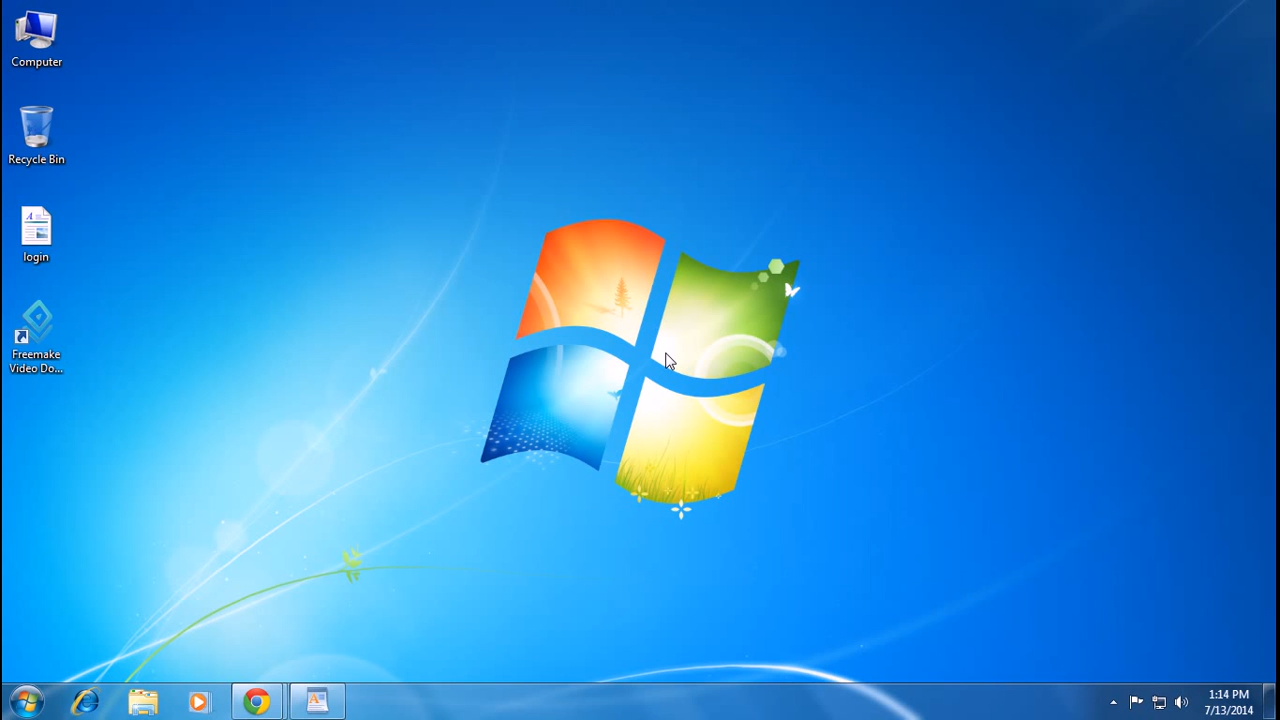 Computer
Recycle Bin
login
Freemake
Video Do...
1:14 PM
7/13/2014